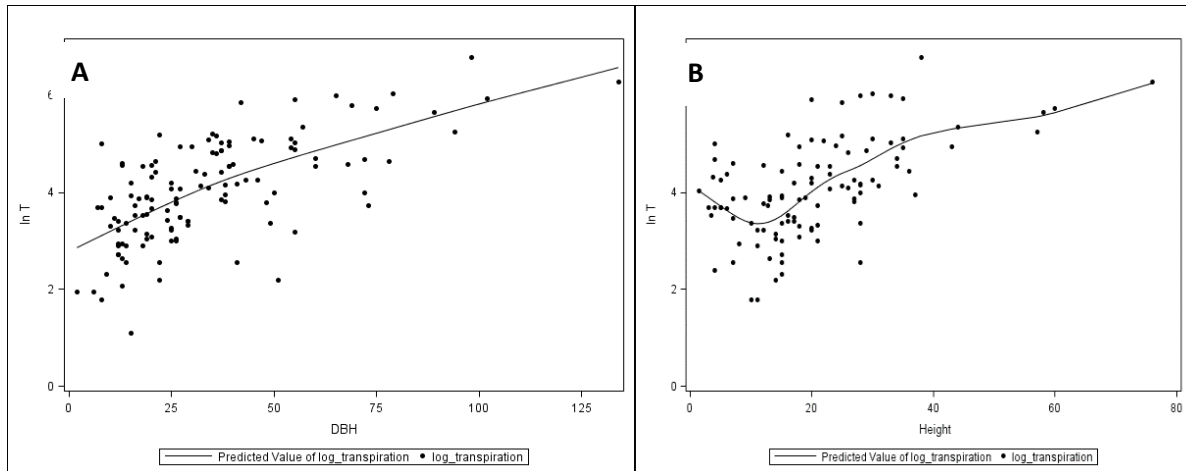 A
6
4
2
0
ln T
0 25 50 75 100 125
DBH
Predicted Value of log_transpiration log_transpiration
B
6
4
2
0
ln T
0 20 40 60 80
Height
Predicted Value of log_transpiration log_transpiration